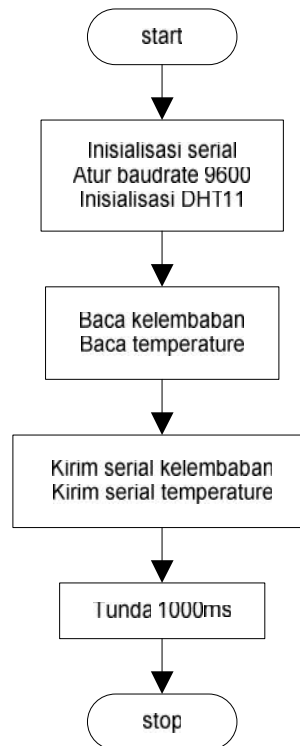 start
Inisialisasi serial
Atur baudrate 9600
Inisialisasi DHT11
Baca kelembaban
Baca temperature
Kirim serial kelembaban
Kirim serial temperature
Tunda 1000ms
stop